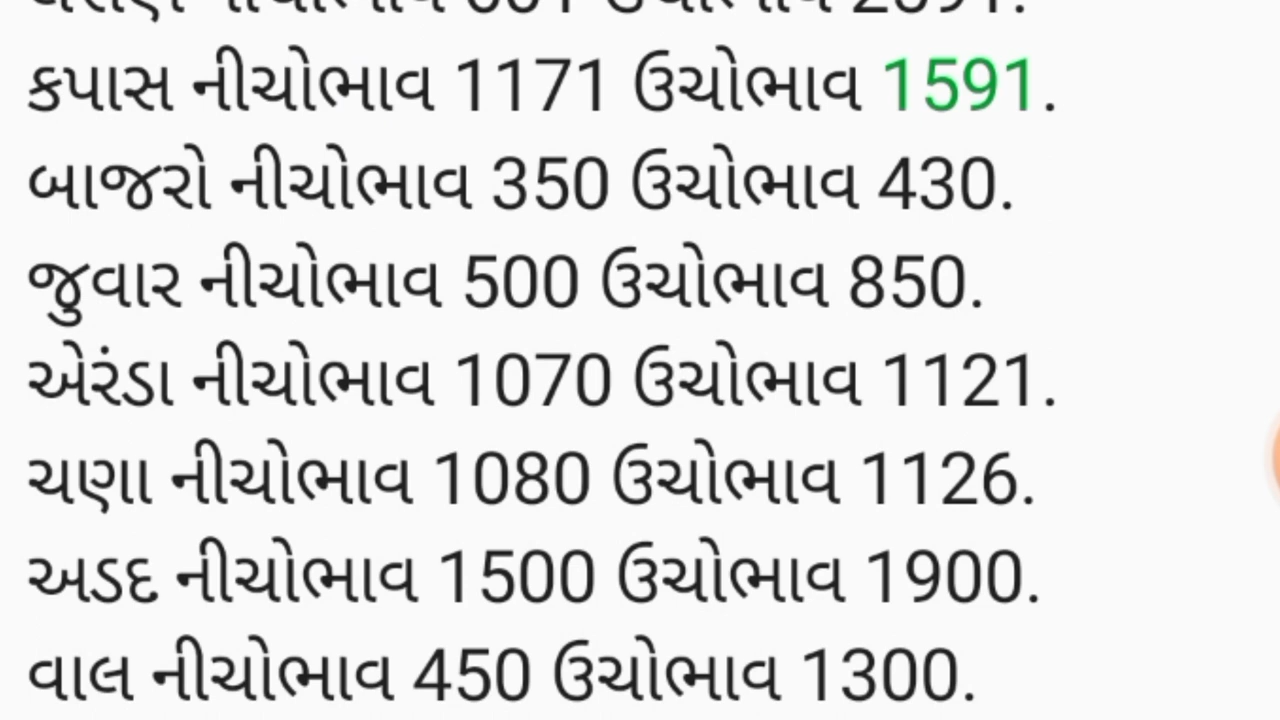 કપાસ નીચોભાવ 1171 ઉચોભાવ 1591.
બાજરો નીચોભાવ 350 ઉચોભાવ 430.
જુવાર નીચોભાવ 500 ઉચોભાવ 850.
એરંડા નીચોભાવ 1070 ઉચોભાવ 1121.
ચણા નીચોભાવ 1080 ઉચોભાવ 1126.
અડદ નીચોભાવ 1500 ઉચોભાવ 1900.
વાલ નીચોભાવ 450 ઉચોભાવ 1300.